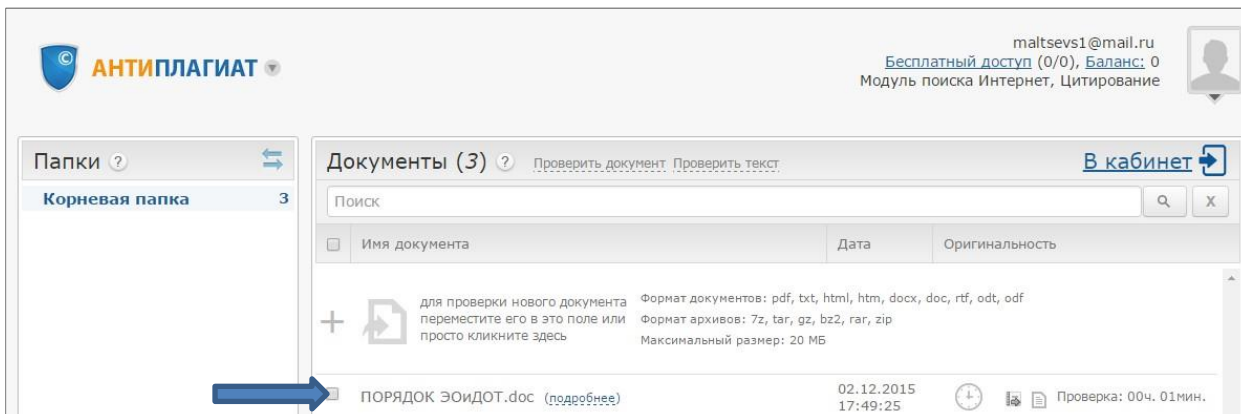 maltsevs1@mail.ru
© АНТИПЛАГИАТ
Бесплатный доступ (0/0), Баланс: 0
Модуль поиска Интернет, Цитирование
Папки ?
Документы (3) ? Проверить документ Проверить текст В кабинет
Корневая папка 3
Поиск X
Имя документа Дата Оригинальность
для проверки нового документа
переместите его в это поле или
просто кликните здесь
Формат документов: pdf, txt, html, htm, docx, doc, rtf, odt, odf
Формат архивов: 7z, tar, gz, bz2, rar, zip
Максимальный размер: 20 МБ
ПОРЯДОК ЭОиДОТ.doc (подробнее) 02.12.2015 Проверка: 00ч. 01мин.
17:49:25